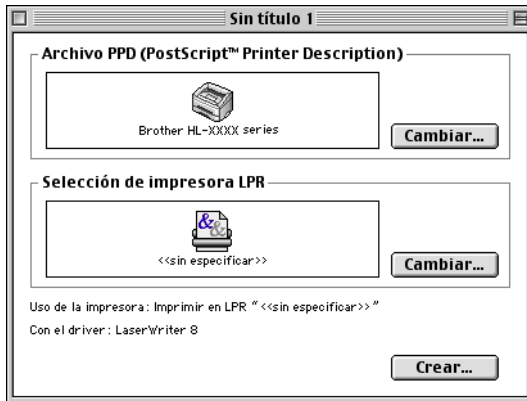 Sin título 1
Archivo PPD (PostScript™ Printer Description)
Brother HL-XXXX series
Cambiar...
Selección de impresora LPR
<<sin especificar>>
Cambiar...
Uso de la impresora: Imprimir en LPR "<<sin especificar>>"
Con el driver: LaserWriter 8
Crear...